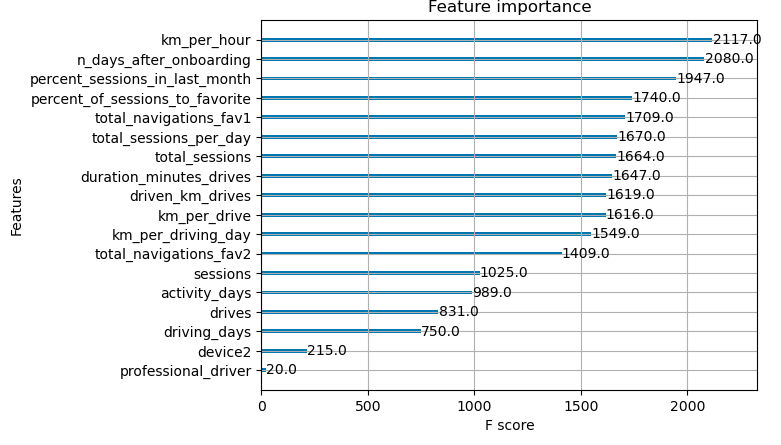 Feature importance
km_per_hour 2117.0
n_days_after_onboarding 2080.0
percent_sessions_in_last_month 1947.0
percent_of_sessions_to_favorite 1740.0
total_navigations_fav1 1709.0
total_sessions_per_day 1670.0
total_sessions 1664.0
duration_minutes_drives 1647.0
driven_km_drives 1619.0
km_per_drive 1616.0
km_per_driving_day 1549.0
total_navigations_fav2 1409.0
sessions 1025.0
activity_days 989.0
drives 831.0
driving_days 750.0
device2 215.0
professional_driver 20.0
Features
0 500 1000 1500 2000
F score